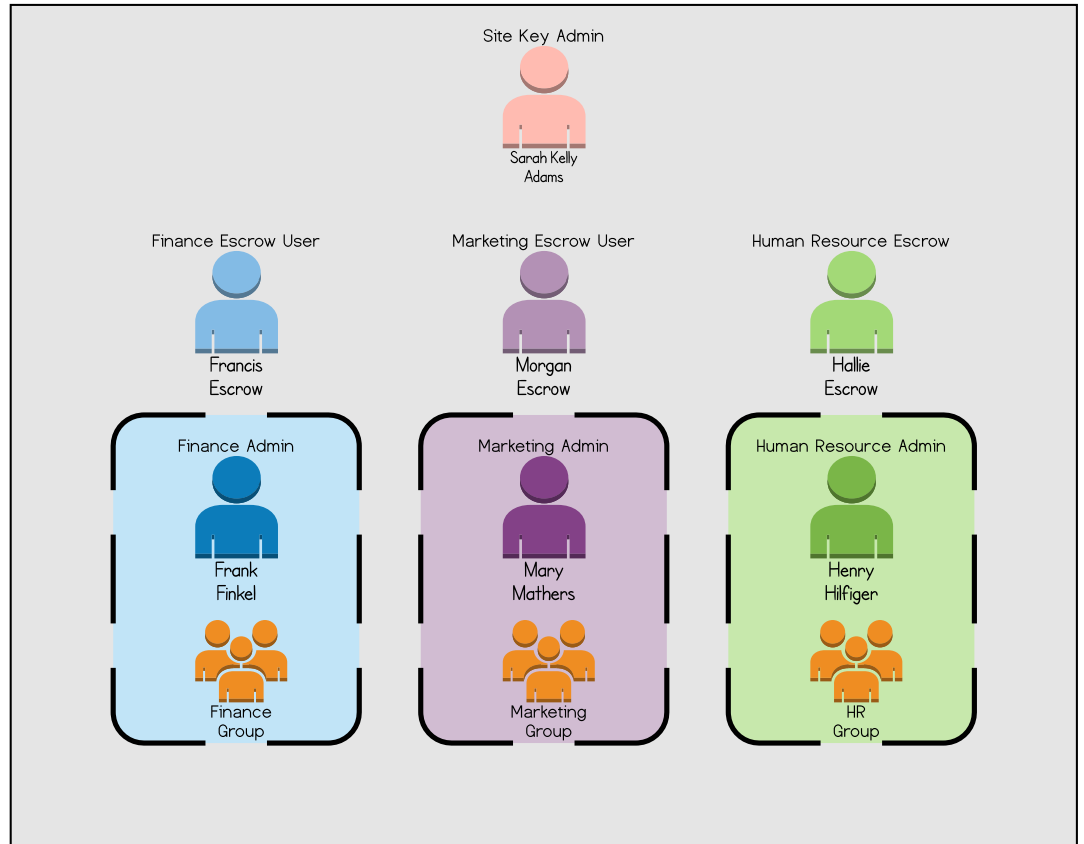 Site Key Admin
Sarah Kelly
Adams
Finance Escrow User
Marketing Escrow User
Human Resource Escrow
Francis
Escrow
Morgan
Escrow
Hallie
Escrow
Finance Admin
Marketing Admin
Human Resource Admin
Frank
Finkel
Mary
Mathers
Henry
Hilfiger
Finance
Group
Marketing
Group
HR
Group